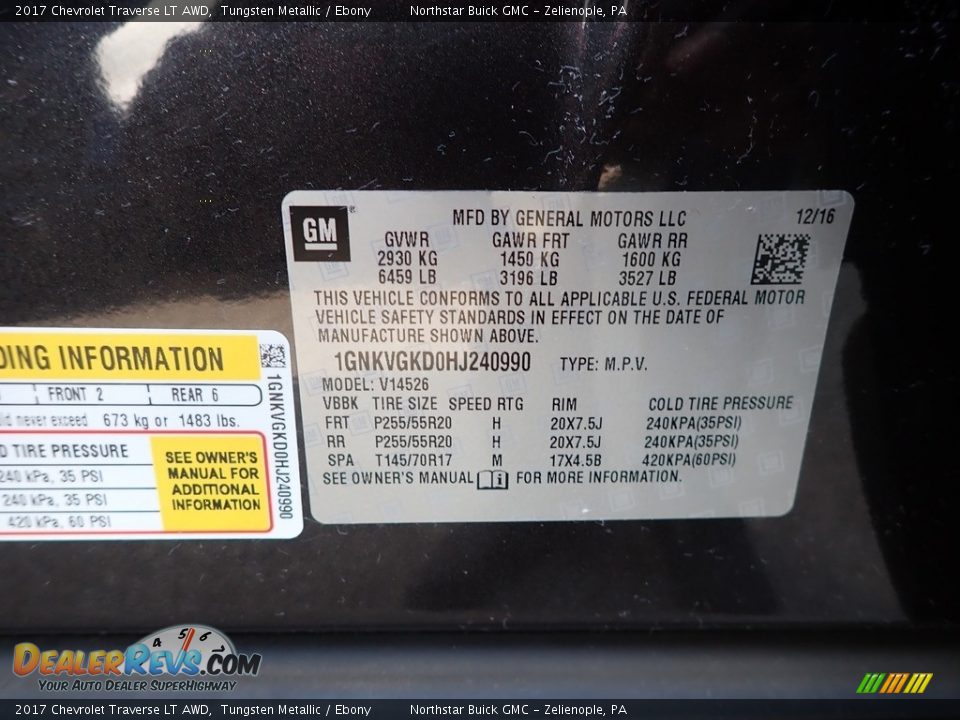 2017 Chevrolet Traverse LT AWD, Tungsten Metallic / Ebony Northstar Buick GMC - Zelienople, PA
GM
MFD BY GENERAL MOTORS LLC 12/16
GVWR GAWR FRT GAWR RR
2930 KG 1450 KG 1600 KG
6459 LB 3196 LB 3527 LB
THIS VEHICLE CONFORMS TO ALL APPLICABLE U.S. FEDERAL MOTOR
VEHICLE SAFETY STANDARDS IN EFFECT ON THE DATE OF
MANUFACTURE SHOWN ABOVE.
1GNKVGKD0HJ240990 TYPE: M.P.V.
MODEL: V14526
VBBK TIRE SIZE SPEED RTG RIM COLD TIRE PRESSURE
FRT P255/55R20 H 20X7.5J 240KPA(35PSI)
RR P255/55R20 H 20X7.5J 240KPA(35PSI)
SPA T145/70R17 M 17X4.5B 420KPA(60PSI)
SEE OWNER'S MANUAL FOR MORE INFORMATION.
DING INFORMATION
FRONT 2 REAR 6
never exceed 673 kg or 1483 lbs.
D TIRE PRESSURE
240 kPa, 35 PSI
240 kPa, 35 PSI
420 kPa, 60 PSI
SEE OWNER'S
MANUAL FOR
ADDITIONAL
INFORMATION
1GNKVGKD0HJ240990
4 5 6
DealerRevs.com
Your Auto Dealer SuperHighway
2017 Chevrolet Traverse LT AWD, Tungsten Metallic / Ebony Northstar Buick GMC - Zelienople, PA